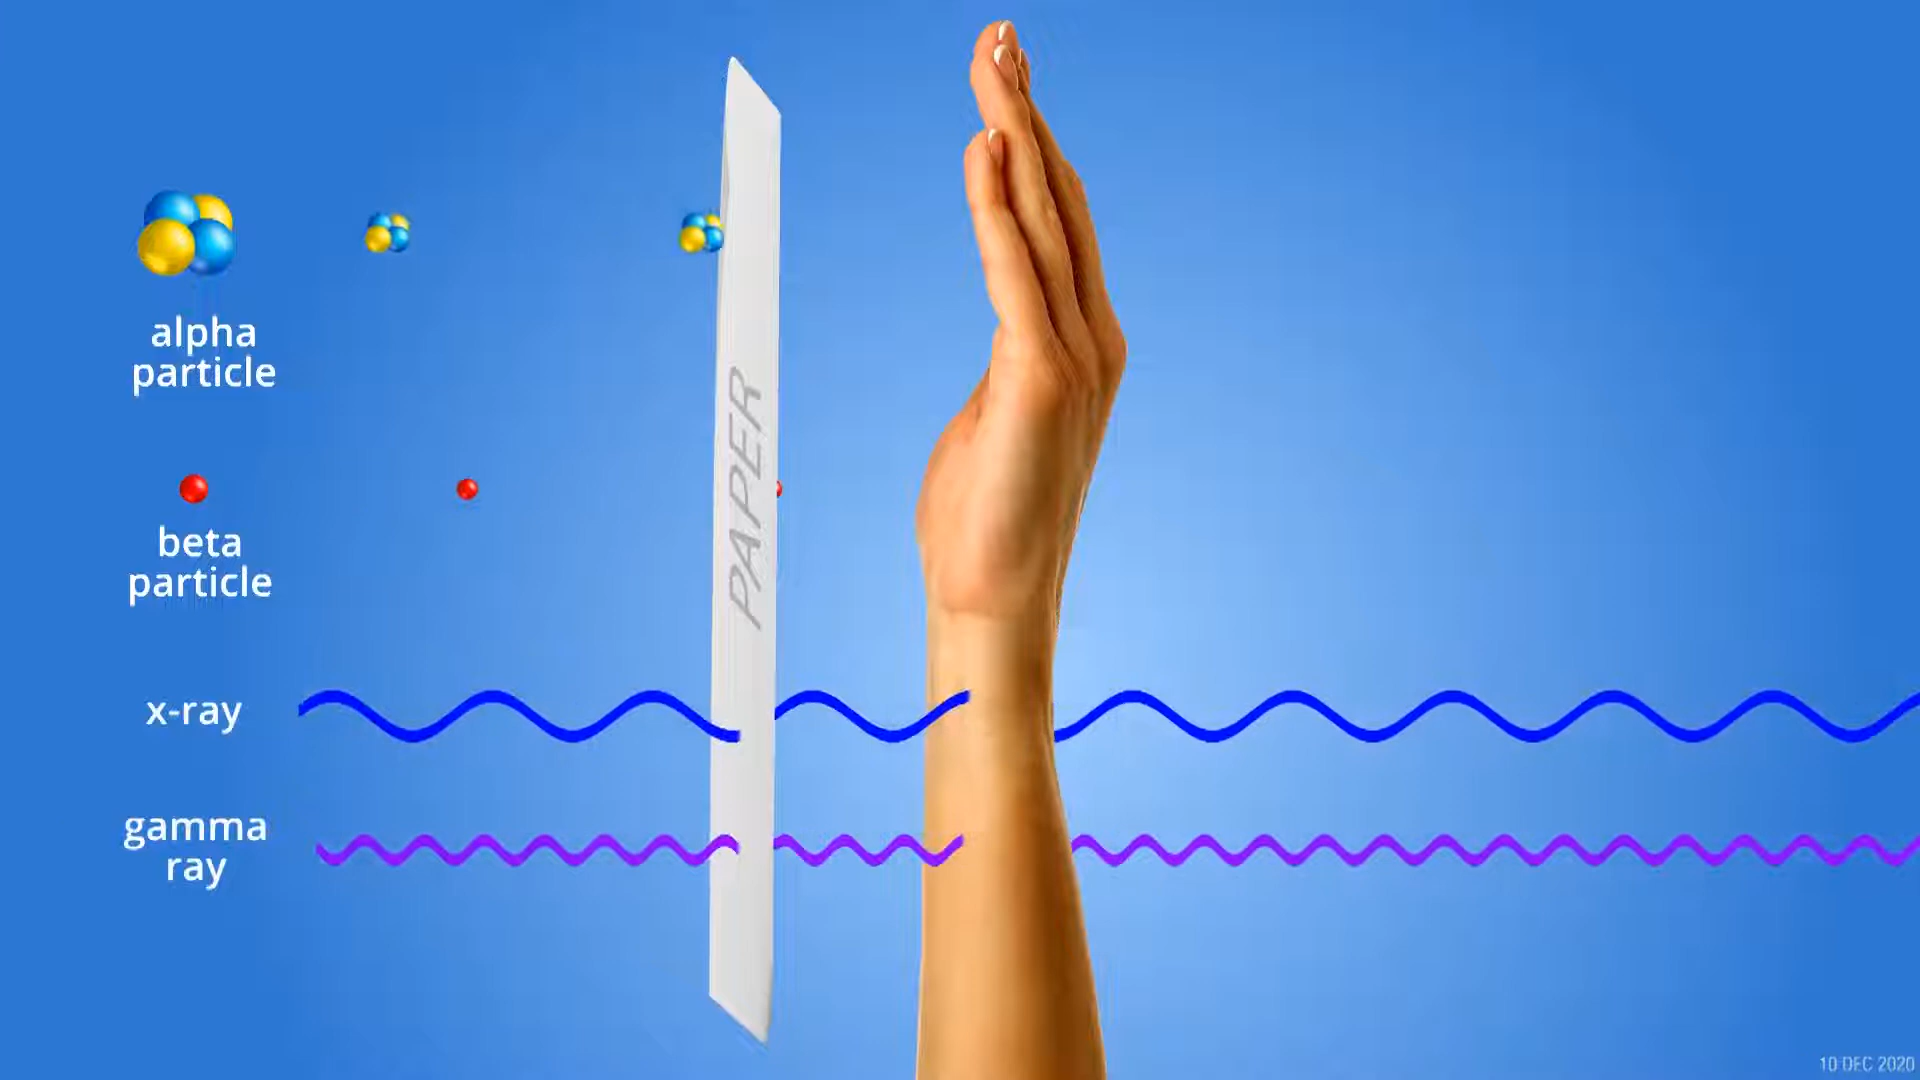 alpha
particle
PAPER
beta
particle
x-ray
gamma
ray
10 DEC 2020